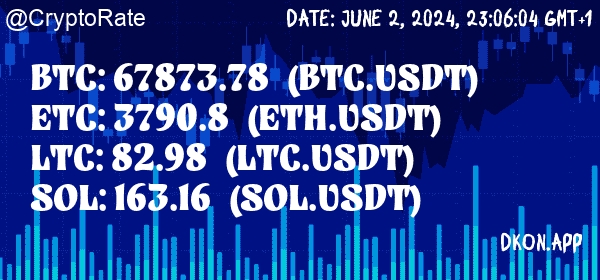 @CryptoRate
DATE: JUNE 2, 2024, 23:06:04 GMT+1
BTC: 67873.78 (BTC.USDT)
ETC: 3790.8 (ETH.USDT)
LTC: 82.98 (LTC.USDT)
SOL: 163.16 (SOL.USDT)
DKON.APP